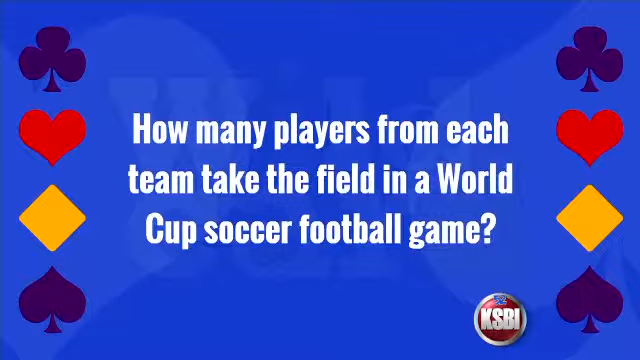 How many players from each
team take the field in a World
Cup soccer football game?
KSBI